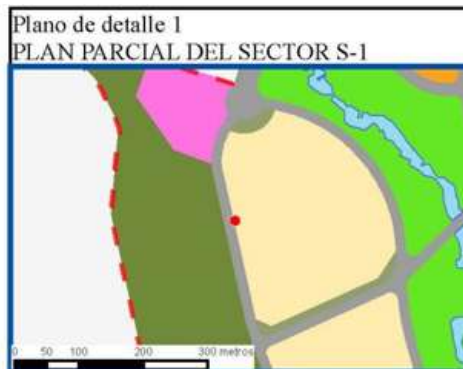 Plano de detalle 1
PLAN PARCIAL DEL SECTOR S-1
0 50 100 200 300 metros